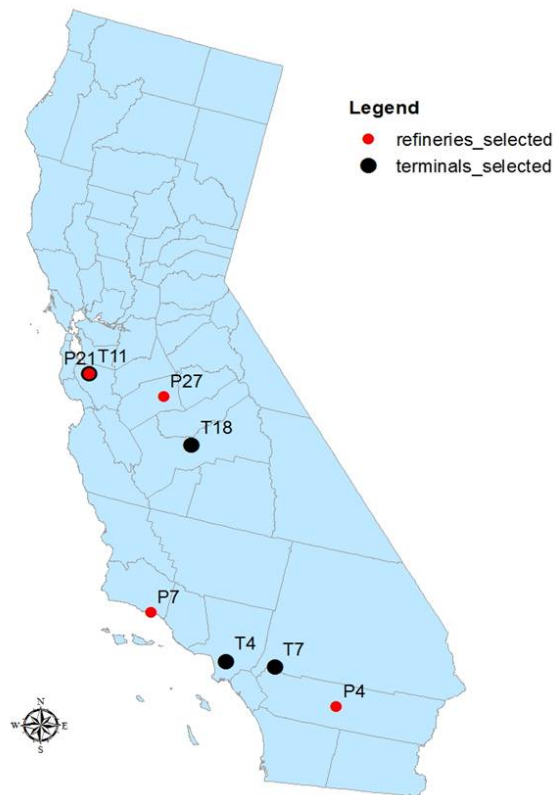 Legend
refineries_selected
terminals_selected
P21 T11
P27
T18
P7
T4
T7
P4
N
W E
S